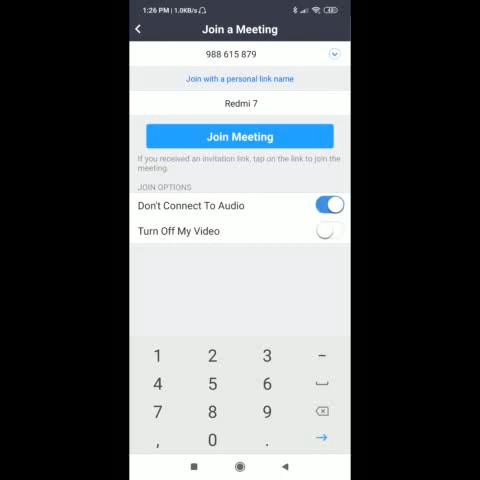 1:26 PM | 1.0KB/s
Join a Meeting
988 615 879
Join with a personal link name
Redmi 7
Join Meeting
If you received an invitation link, tap on the link to join the
meeting.
JOIN OPTIONS
Don't Connect To Audio
Turn Off My Video
1 2 3 –
4 5 6
7 8 9
, 0 .